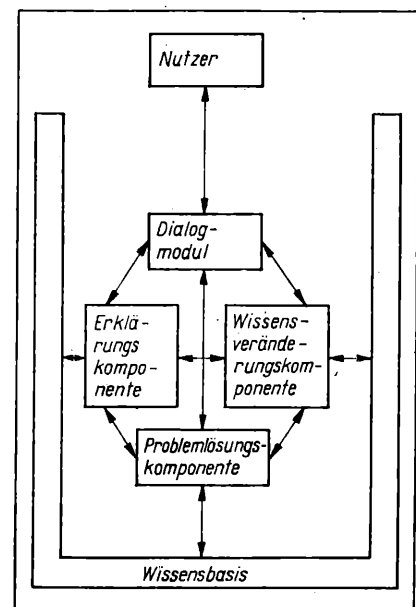 Nutzer
Dialog-
modul
Erklä-
rungs
kompo-
nente
Wissens-
verände-
rungskom-
ponente
Problemlösungs-
komponente
Wissensbasis